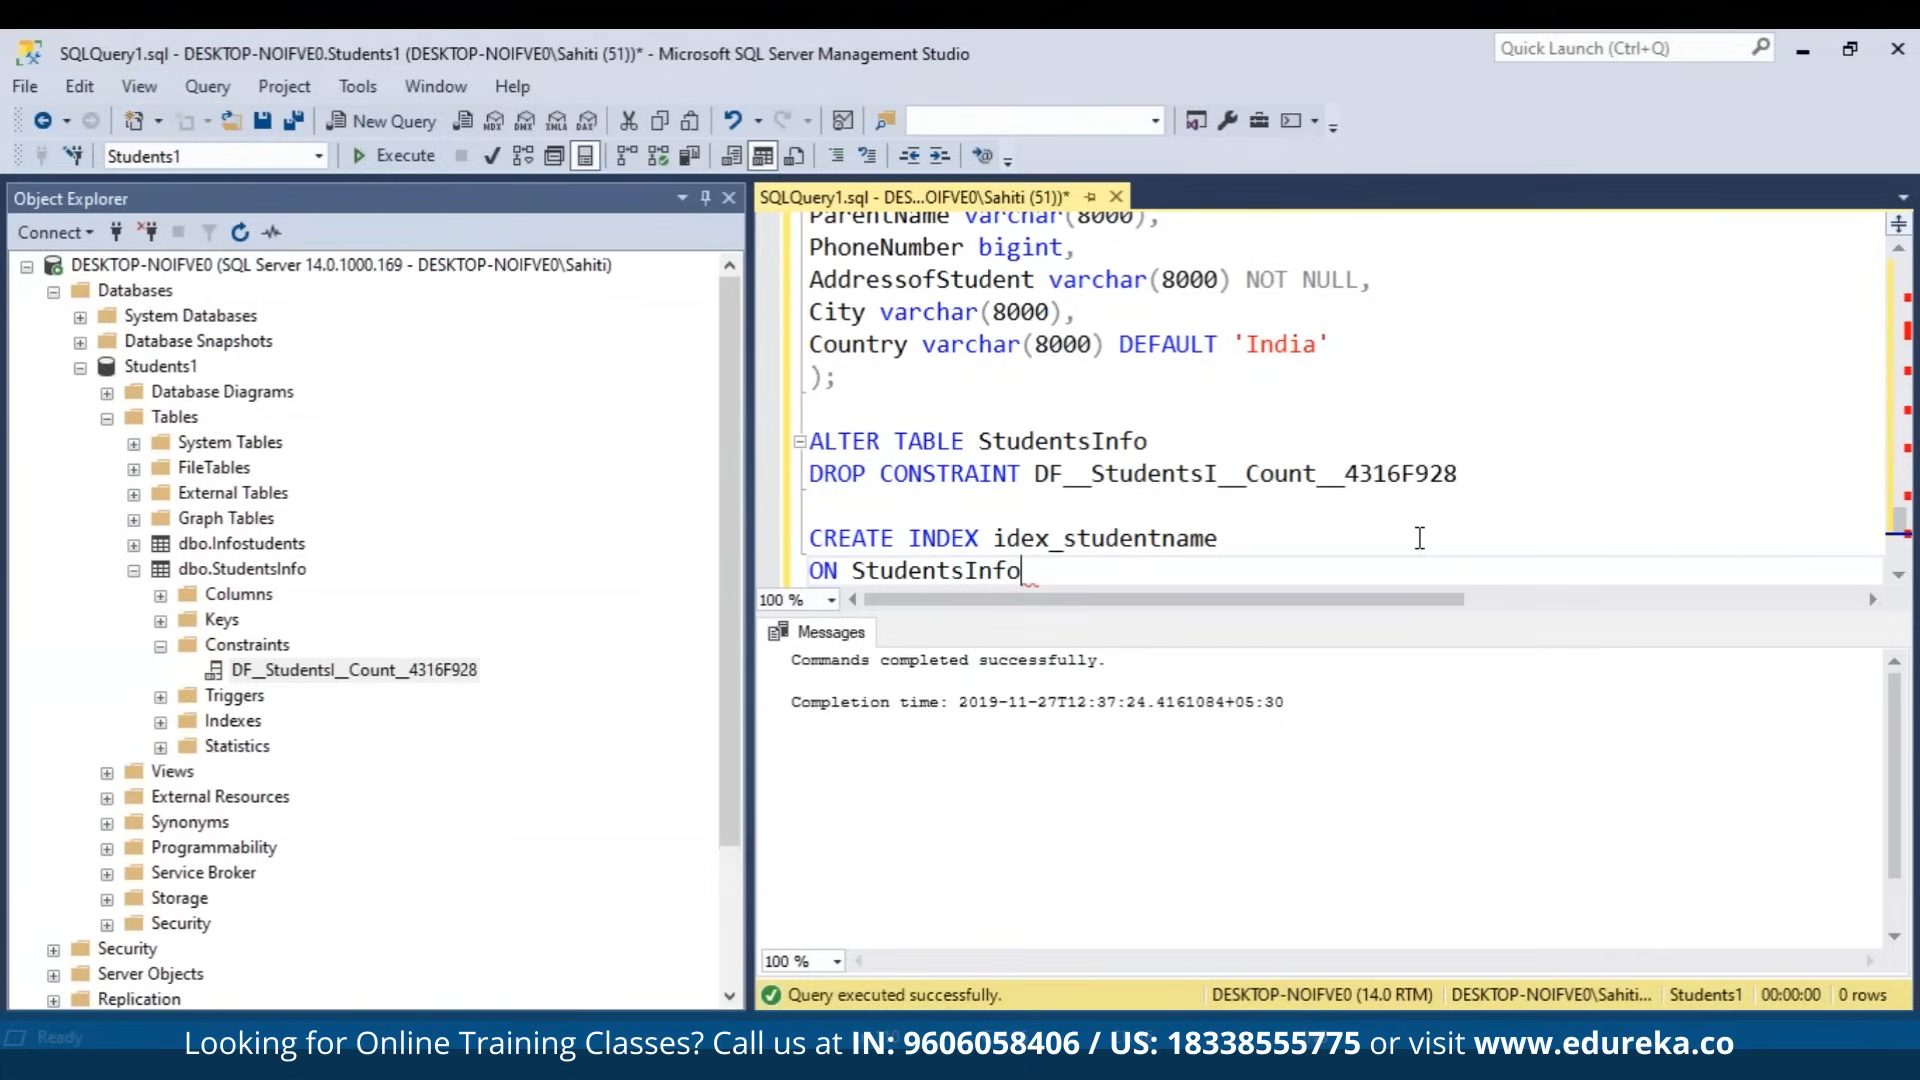 SQLQuery1.sql - DESKTOP-NOIFVE0.Students1 (DESKTOP-NOIFVE0\Sahiti (51))* - Microsoft SQL Server Management Studio
Quick Launch (Ctrl+Q)
File Edit View Query Project Tools Window Help
New Query
MDX DMX XMLA DAX
Students1
Execute
Object Explorer
Connect
DESKTOP-NOIFVE0 (SQL Server 14.0.1000.169 - DESKTOP-NOIFVE0\Sahiti)
Databases
System Databases
Database Snapshots
Students1
Database Diagrams
Tables
System Tables
FileTables
External Tables
Graph Tables
dbo.Infostudents
dbo.StudentsInfo
Columns
Keys
Constraints
DF__StudentsI__Count__4316F928
Triggers
Indexes
Statistics
Views
External Resources
Synonyms
Programmability
Service Broker
Storage
Security
Security
Server Objects
Replication
SQLQuery1.sql - DES...OIFVE0\Sahiti (51))*
ParentName varchar(8000),
PhoneNumber bigint,
AddressofStudent varchar(8000) NOT NULL,
City varchar(8000),
Country varchar(8000) DEFAULT 'India'
);
ALTER TABLE StudentsInfo
DROP CONSTRAINT DF__StudentsI__Count__4316F928
CREATE INDEX idex_studentname
ON StudentsInfo
100 %
Messages
Commands completed successfully.
Completion time: 2019-11-27T12:37:24.4161084+05:30
100 %
Query executed successfully.
DESKTOP-NOIFVE0 (14.0 RTM) DESKTOP-NOIFVE0\Sahiti... Students1 00:00:00 0 rows
Ready
Looking for Online Training Classes? Call us at IN: 9606058406 / US: 18338555775 or visit www.edureka.co